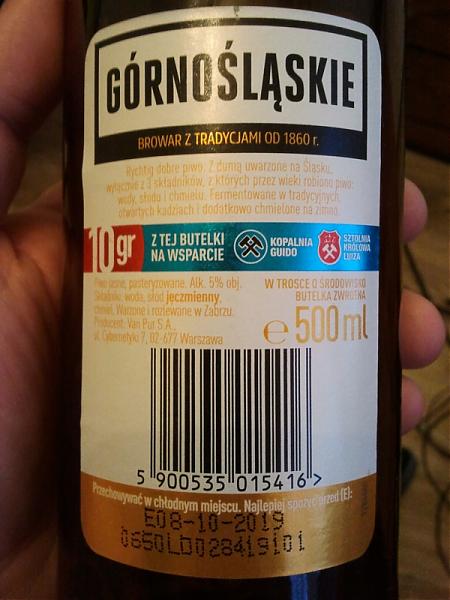 GÓRNOŚLĄSKIE
BROWAR Z TRADYCJAMI OD 1860 r.
Rychtig dobre piwo. Z dumą uwarzone na Śląsku,
wyłącznie z 3 składników, z których przez wieki robiono piwo:
wody, słodu i chmielu. Fermentowane w tradycyjnych,
otwartych kadziach i dodatkowo chmielone na zimno.
10gr
Z TEJ BUTELKI
NA WSPARCIE
KOPALNIA
GUIDO
SZTOLNIA
KRÓLOWA
LUIZA
Piwo jasne, pasteryzowane. Alk. 5% obj.
Składniki: woda, słód jęczmienny,
chmiel. Warzone i rozlewane w Zabrzu.
Producent: Van Pur S.A.,
ul. Cybernetyki 7, 02-677 Warszawa
W TROSCE O ŚRODOWISKO
BUTELKA ZWROTNA
e 500 ml
5 900535 015416 >
Przechowywać w chłodnym miejscu. Najlepiej spożyć przed (E):
E08-10-2019
0650LD028419101